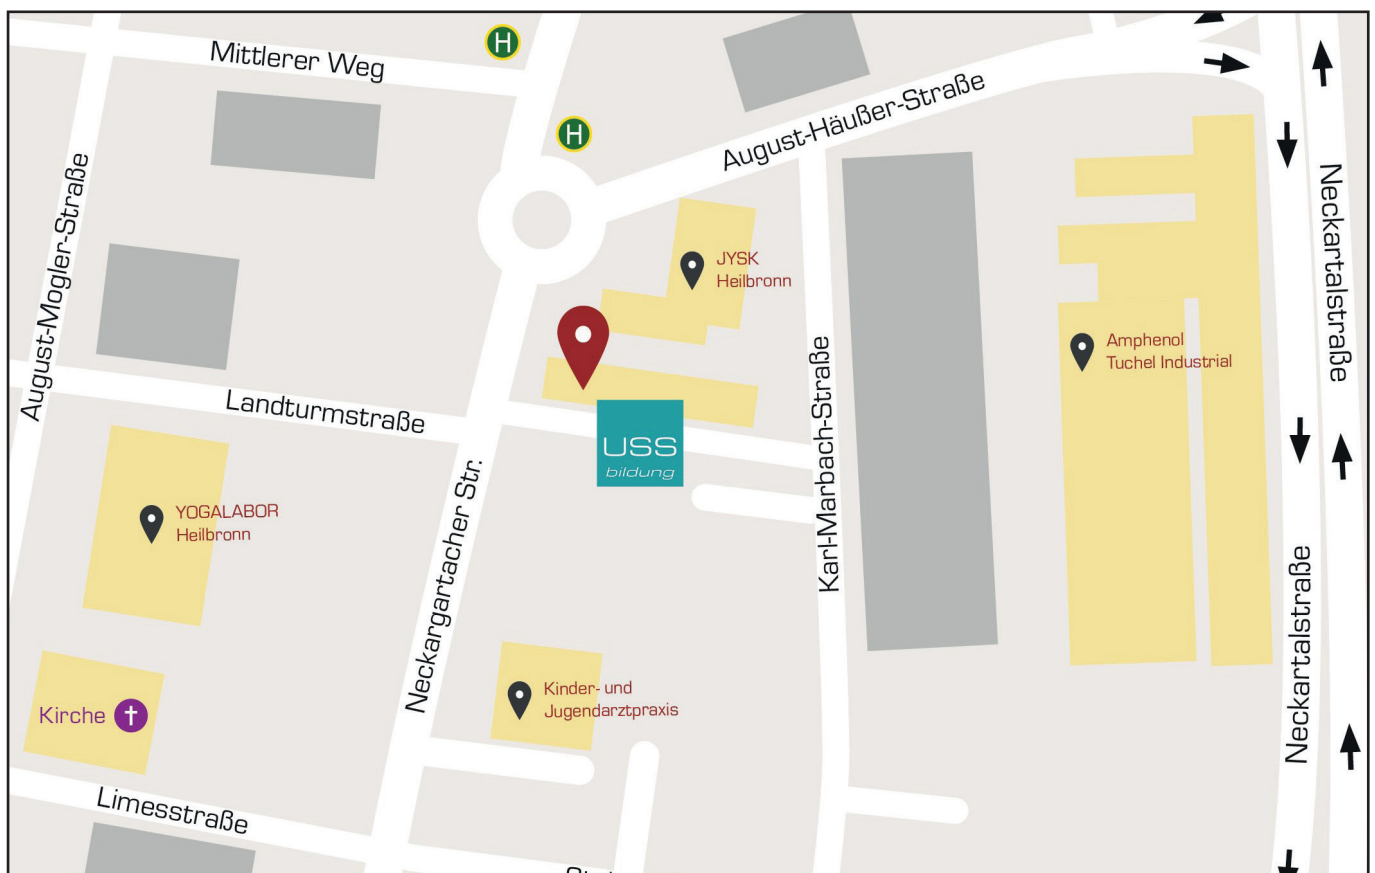 H
Mittlerer Weg
H
August-Häußer-Straße
August-Mogler-Straße
Neckartalstraße
JYSK
Heilbronn
Amphenol
Tuchel Industrial
Karl-Marbach-Straße
Landturmstraße
USS
bildung
Neckargartacher Str.
YOGALABOR
Heilbronn
Neckartalstraße
Kinder- und
Jugendarztpraxis
Kirche
Limesstraße